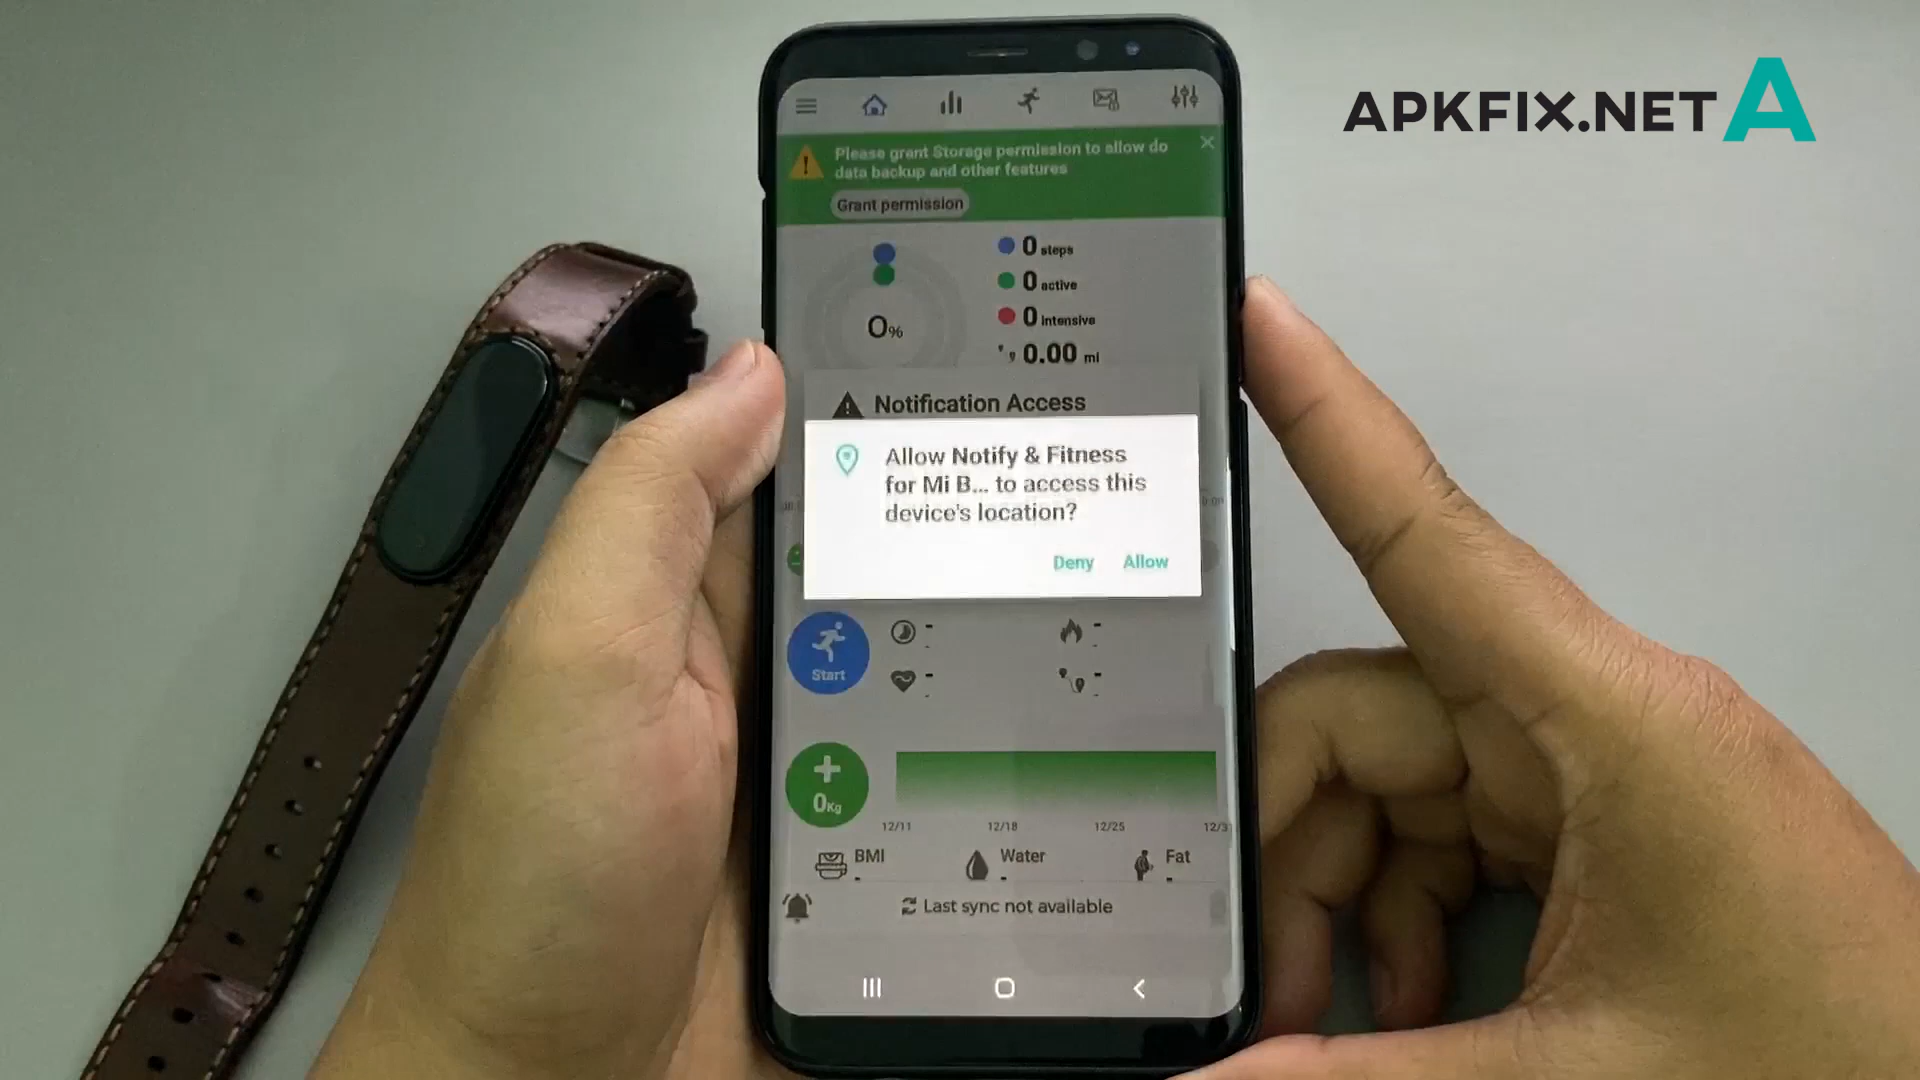 APKFIX.NET A
Please grant Storage permission to allow do
data backup and other features
Grant permission
0 steps
0 active
0 intensive
0.00 mi
0%
Notification Access
Allow Notify & Fitness
for Mi B... to access this
device's location?
Deny Allow
Start
0Kg
12/11 12/18 12/25 12/31
BMI Water Fat
Last sync not available